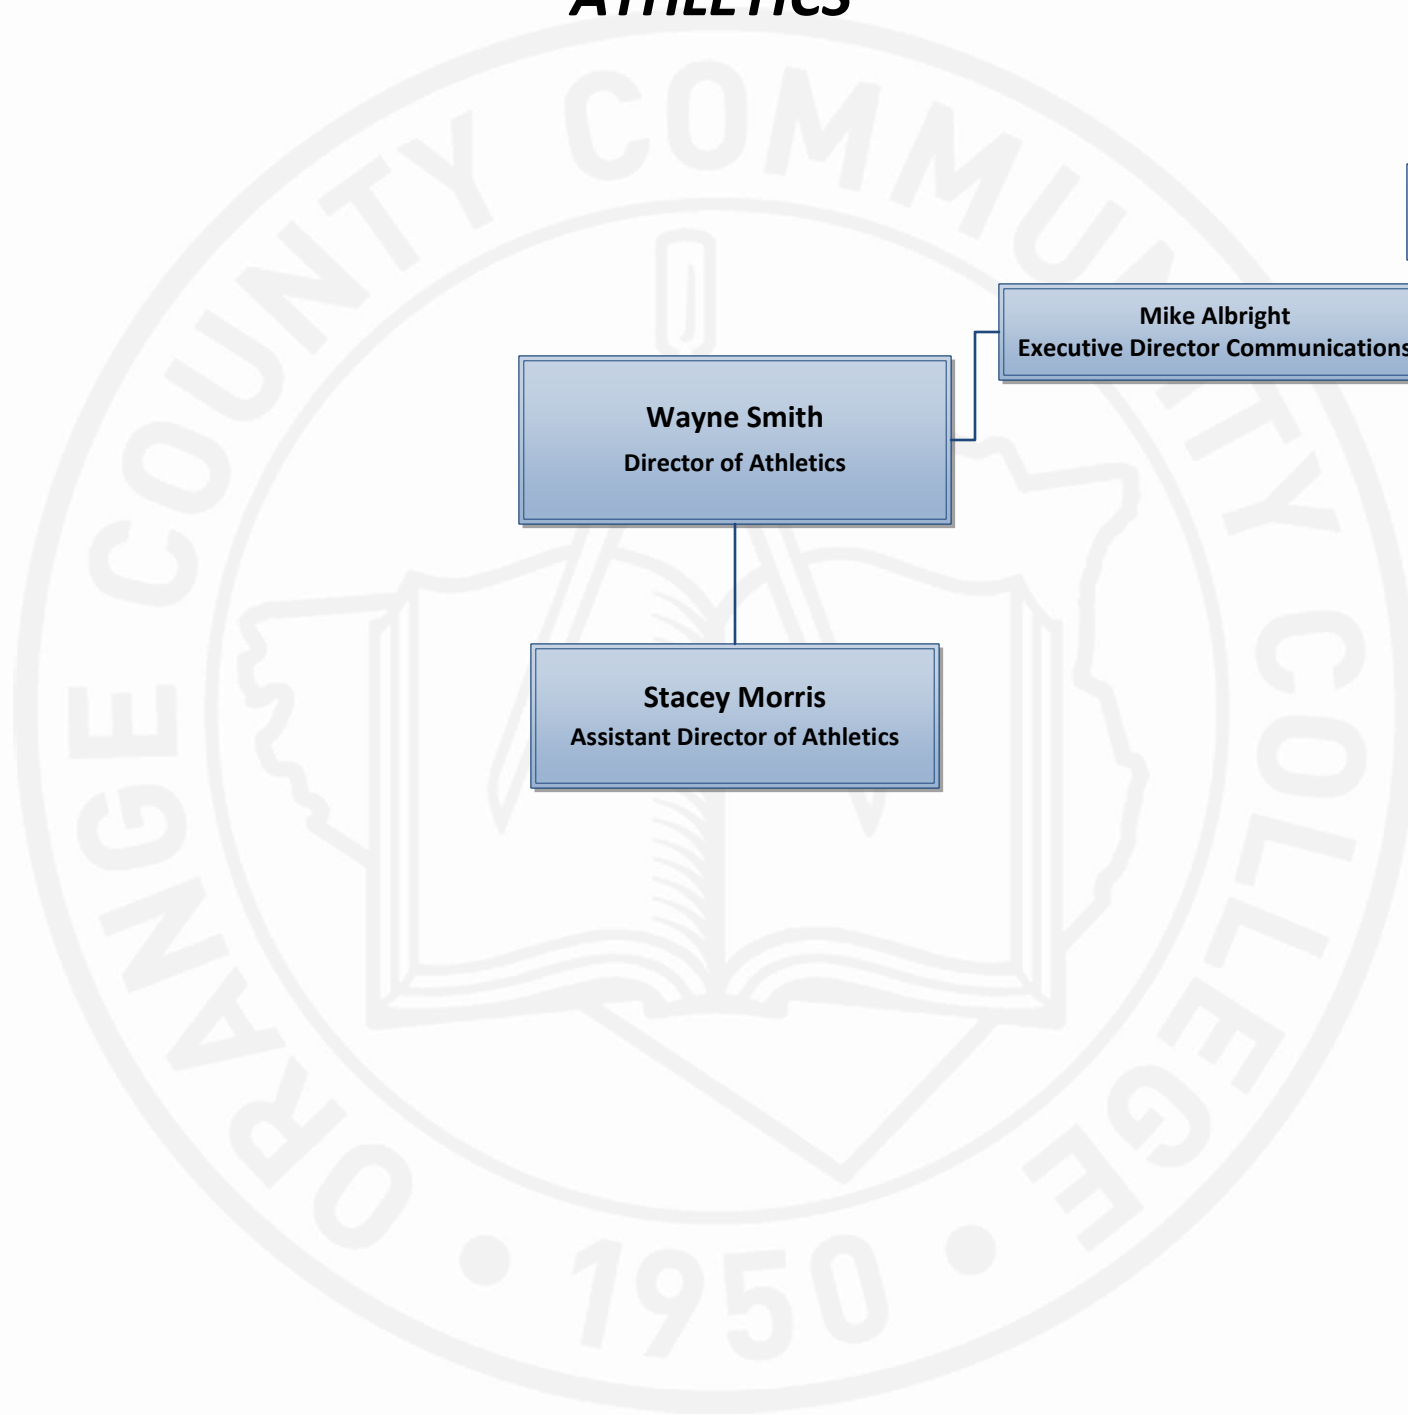 ATHLETICS
Mike Albright
Executive Director Communications
Wayne Smith
Director of Athletics
Stacey Morris
Assistant Director of Athletics
ORANGE COUNTY COMMUNITY COLLEGE
• 1950 •